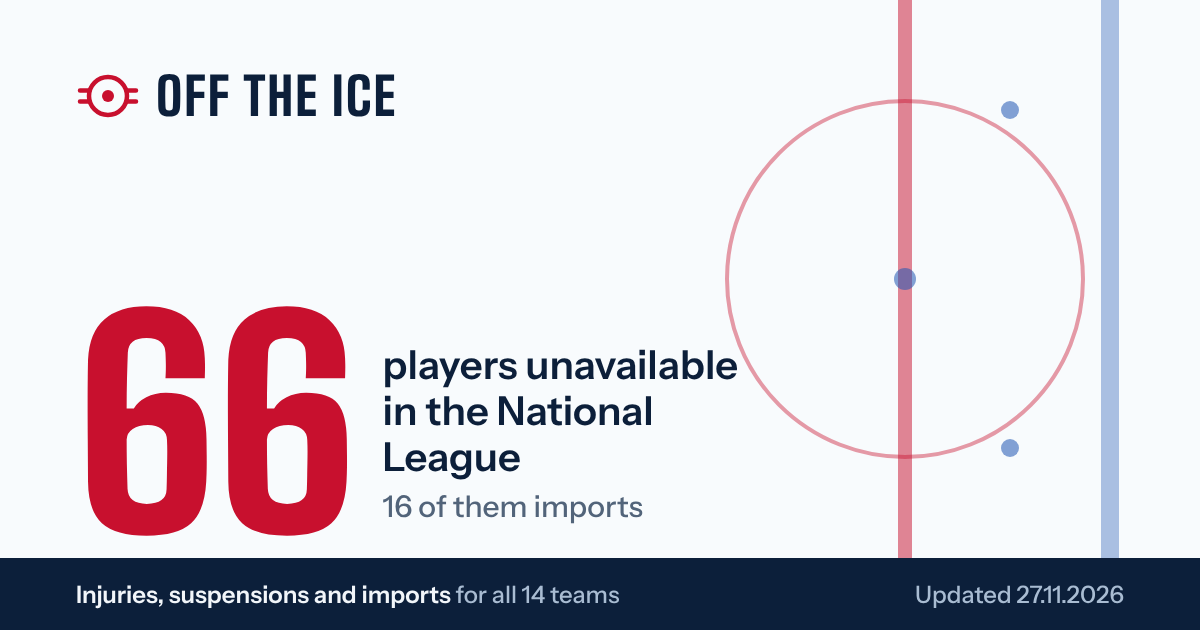 OFF THE ICE
66
players unavailable
in the National
League
16 of them imports
Injuries, suspensions and imports for all 14 teams
Updated 27.11.2026